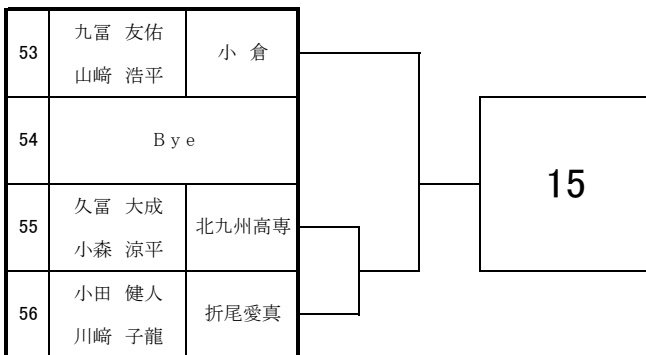 53 九冨 友佑 小 倉
山﨑 浩平
54 Bye
55 久冨 大成 北九州高専
小森 涼平
56 小田 健人 折尾愛真
川﨑 子龍
15